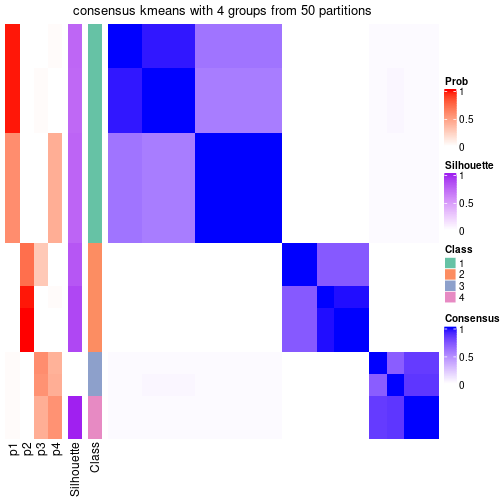 consensus kmeans with 4 groups from 50 partitions
Prob
1
0.5
0
Silhouette
1
0.5
0
Class
1
2
3
4
Consensus
1
0.5
0
p1
p2
p3
p4
Silhouette
Class